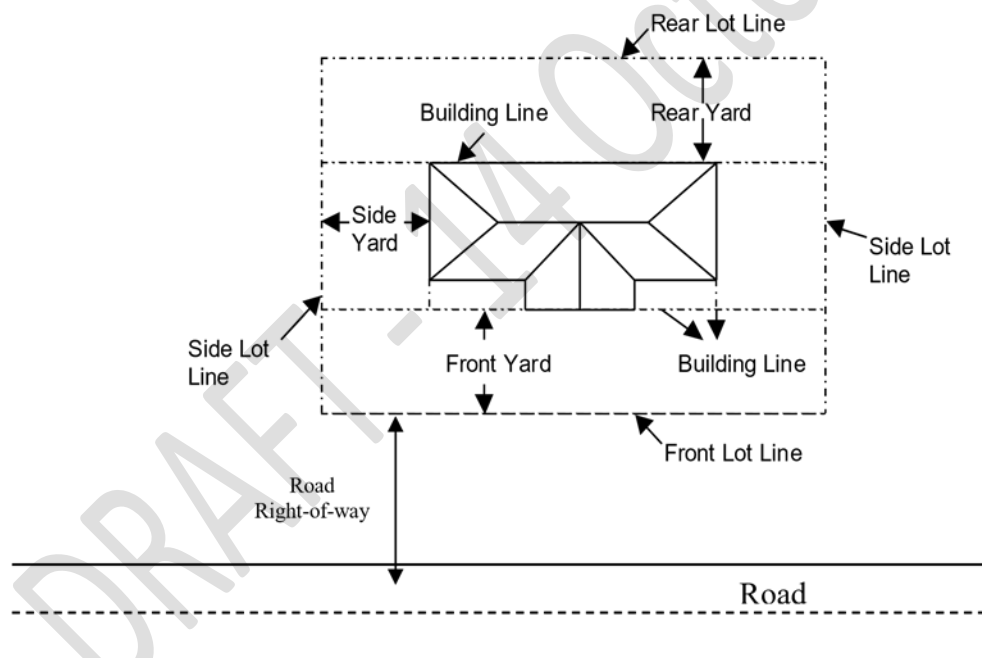 Rear Lot Line
Building Line
Rear Yard
Side
Yard
Side Lot
Line
Side Lot
Line
Front Yard
Building Line
Front Lot Line
Road
Right-of-way
Road
DRAFT - 14 Octo